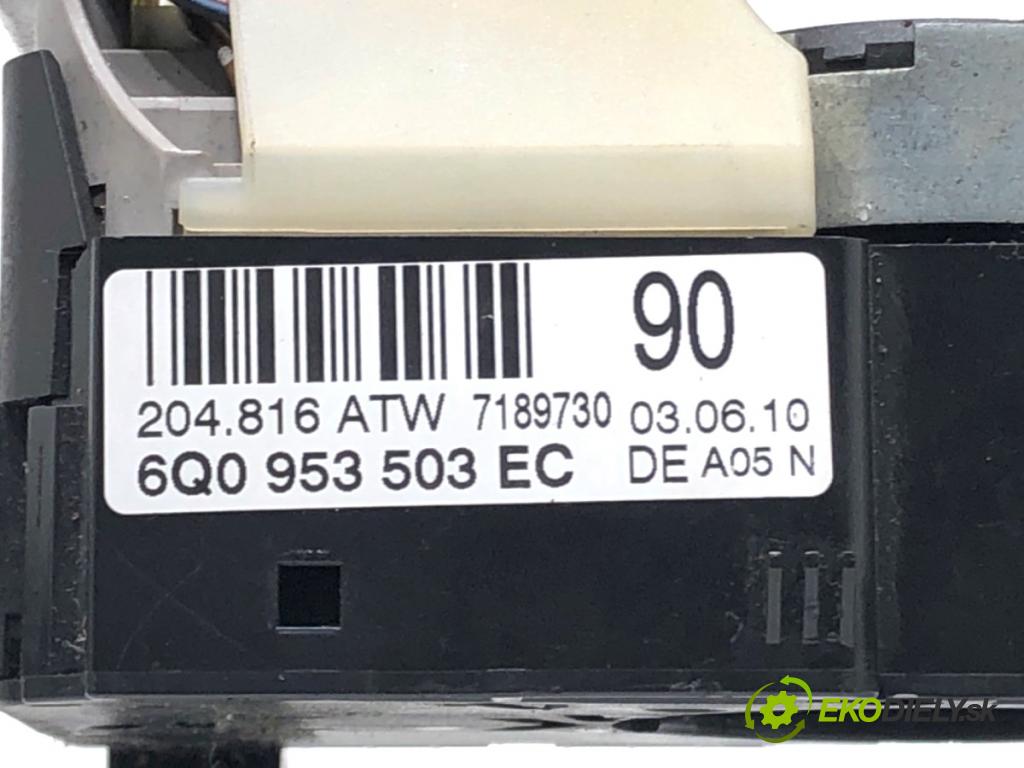 90
204.816 ATW 7189730 03.06.10
6Q0 953 503 EC DE A05 N
EKODIELY.sk